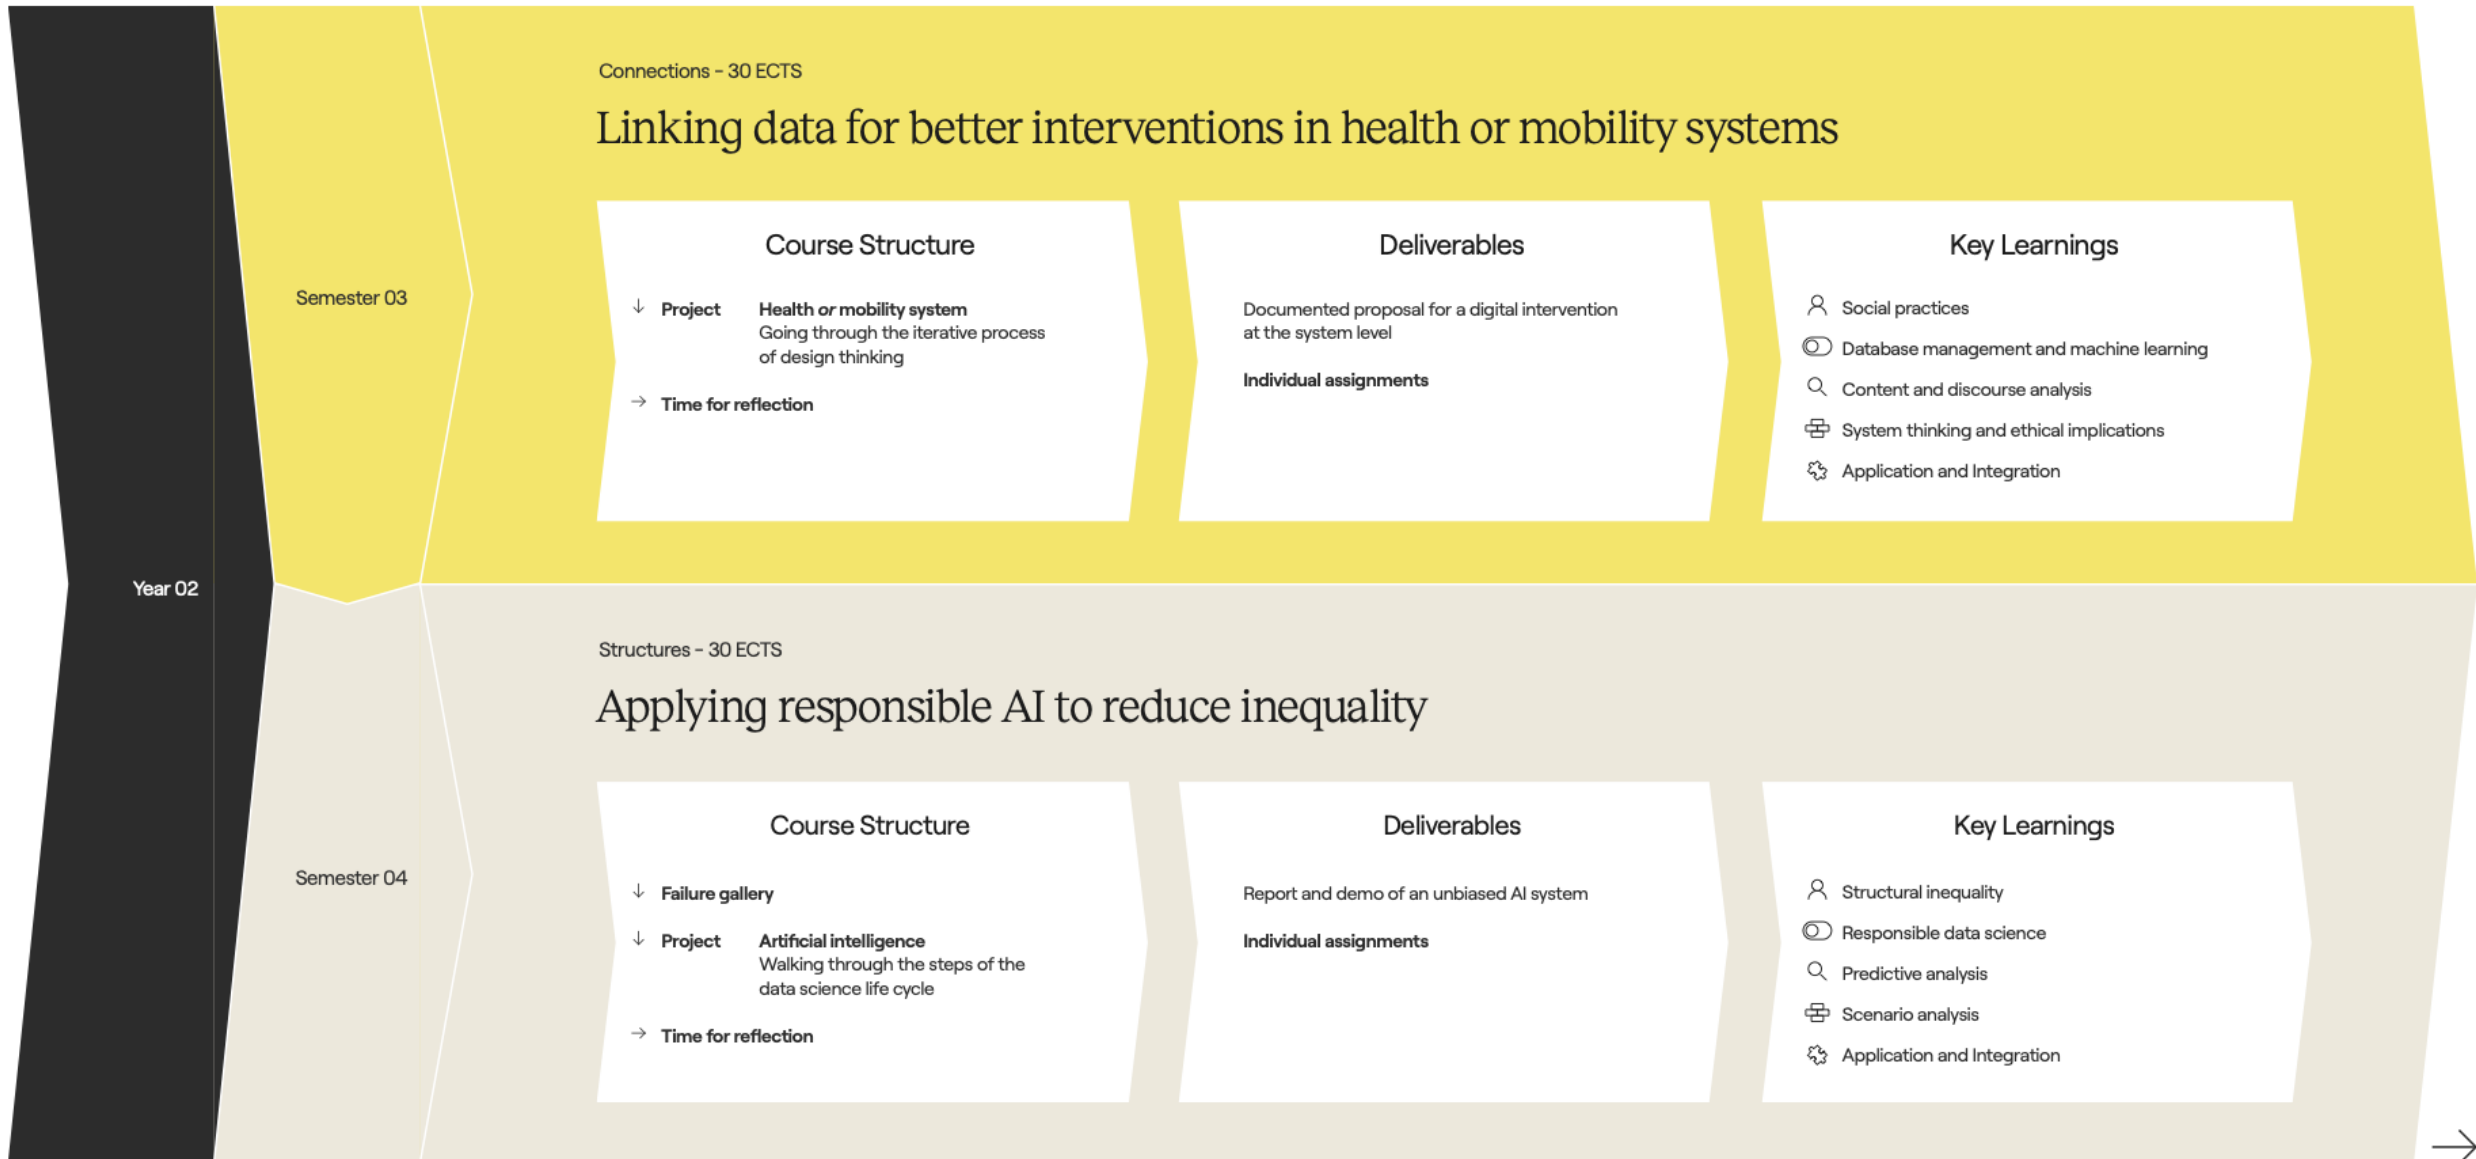 Year 02
Semester 03
Connections - 30 ECTS
Linking data for better interventions in health or mobility systems
Course Structure
↓ Project Health or mobility system
Going through the iterative process
of design thinking
→ Time for reflection
Deliverables
Documented proposal for a digital intervention
at the system level
Individual assignments
Key Learnings
Social practices
Database management and machine learning
Content and discourse analysis
System thinking and ethical implications
Application and Integration
Semester 04
Structures - 30 ECTS
Applying responsible AI to reduce inequality
Course Structure
↓ Failure gallery
↓ Project Artificial intelligence
Walking through the steps of the
data science life cycle
→ Time for reflection
Deliverables
Report and demo of an unbiased AI system
Individual assignments
Key Learnings
Structural inequality
Responsible data science
Predictive analysis
Scenario analysis
Application and Integration